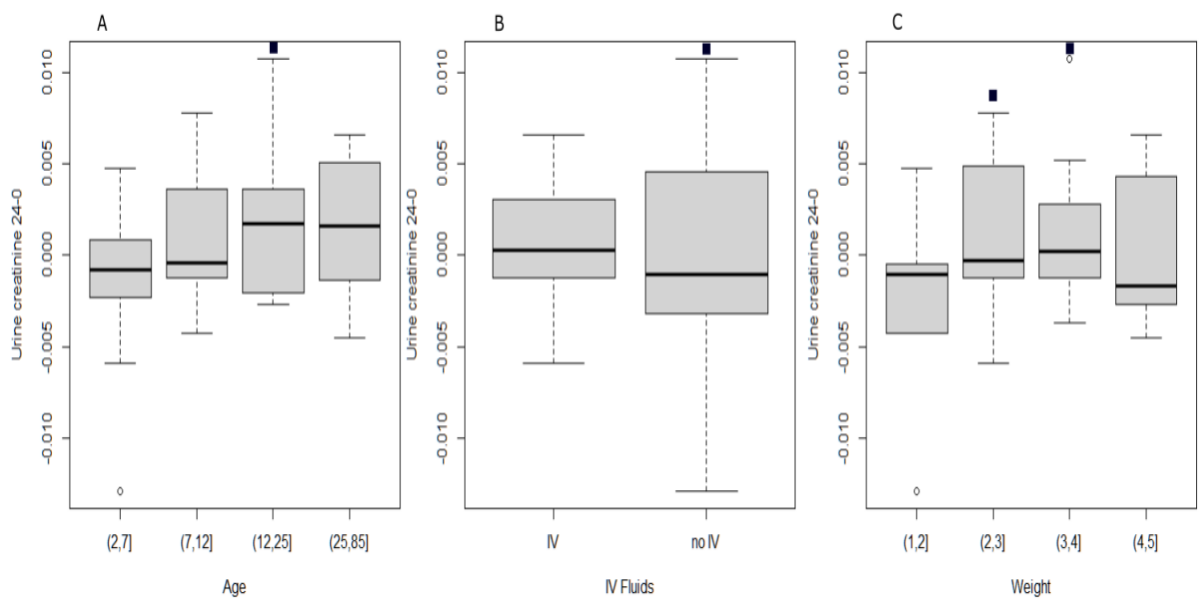 A
B
C
Urine creatinine 24-0
0.010
0.005
0.000
-0.005
-0.010
(2,7]
(7,12]
(12,25]
(25,85]
Age
Urine creatinine 24-0
0.010
0.005
0.000
-0.005
-0.010
IV
no IV
IV Fluids
Urine creatinine 24-0
0.010
0.005
0.000
-0.005
-0.010
(1,2]
(2,3]
(3,4]
(4,5]
Weight